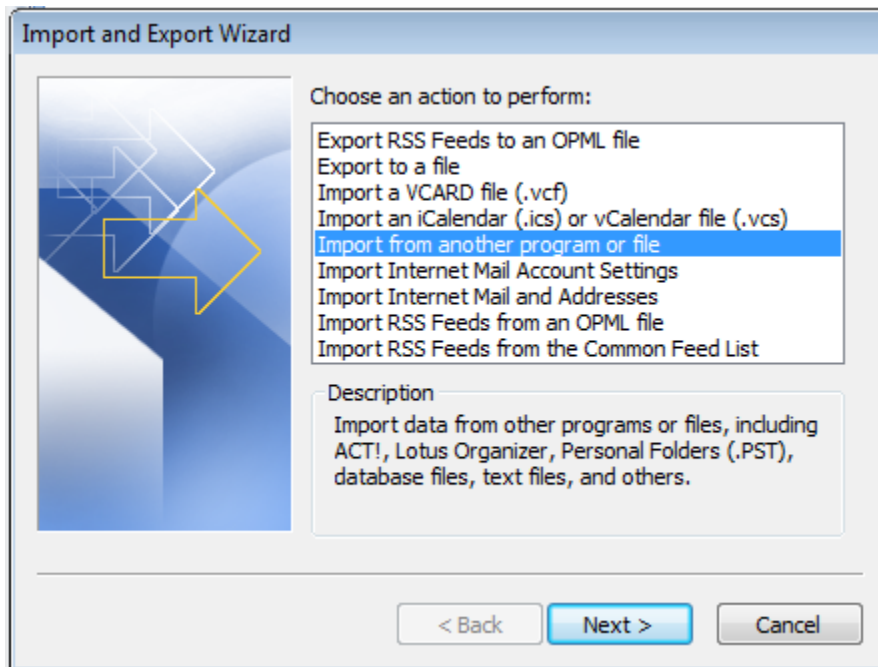 Import and Export Wizard
Choose an action to perform:
Export RSS Feeds to an OPML file
Export to a file
Import a VCARD file (.vcf)
Import an iCalendar (.ics) or vCalendar file (.vcs)
Import from another program or file
Import Internet Mail Account Settings
Import Internet Mail and Addresses
Import RSS Feeds from an OPML file
Import RSS Feeds from the Common Feed List
Description
Import data from other programs or files, including
ACT!, Lotus Organizer, Personal Folders (.PST),
database files, text files, and others.
< Back
Next >
Cancel